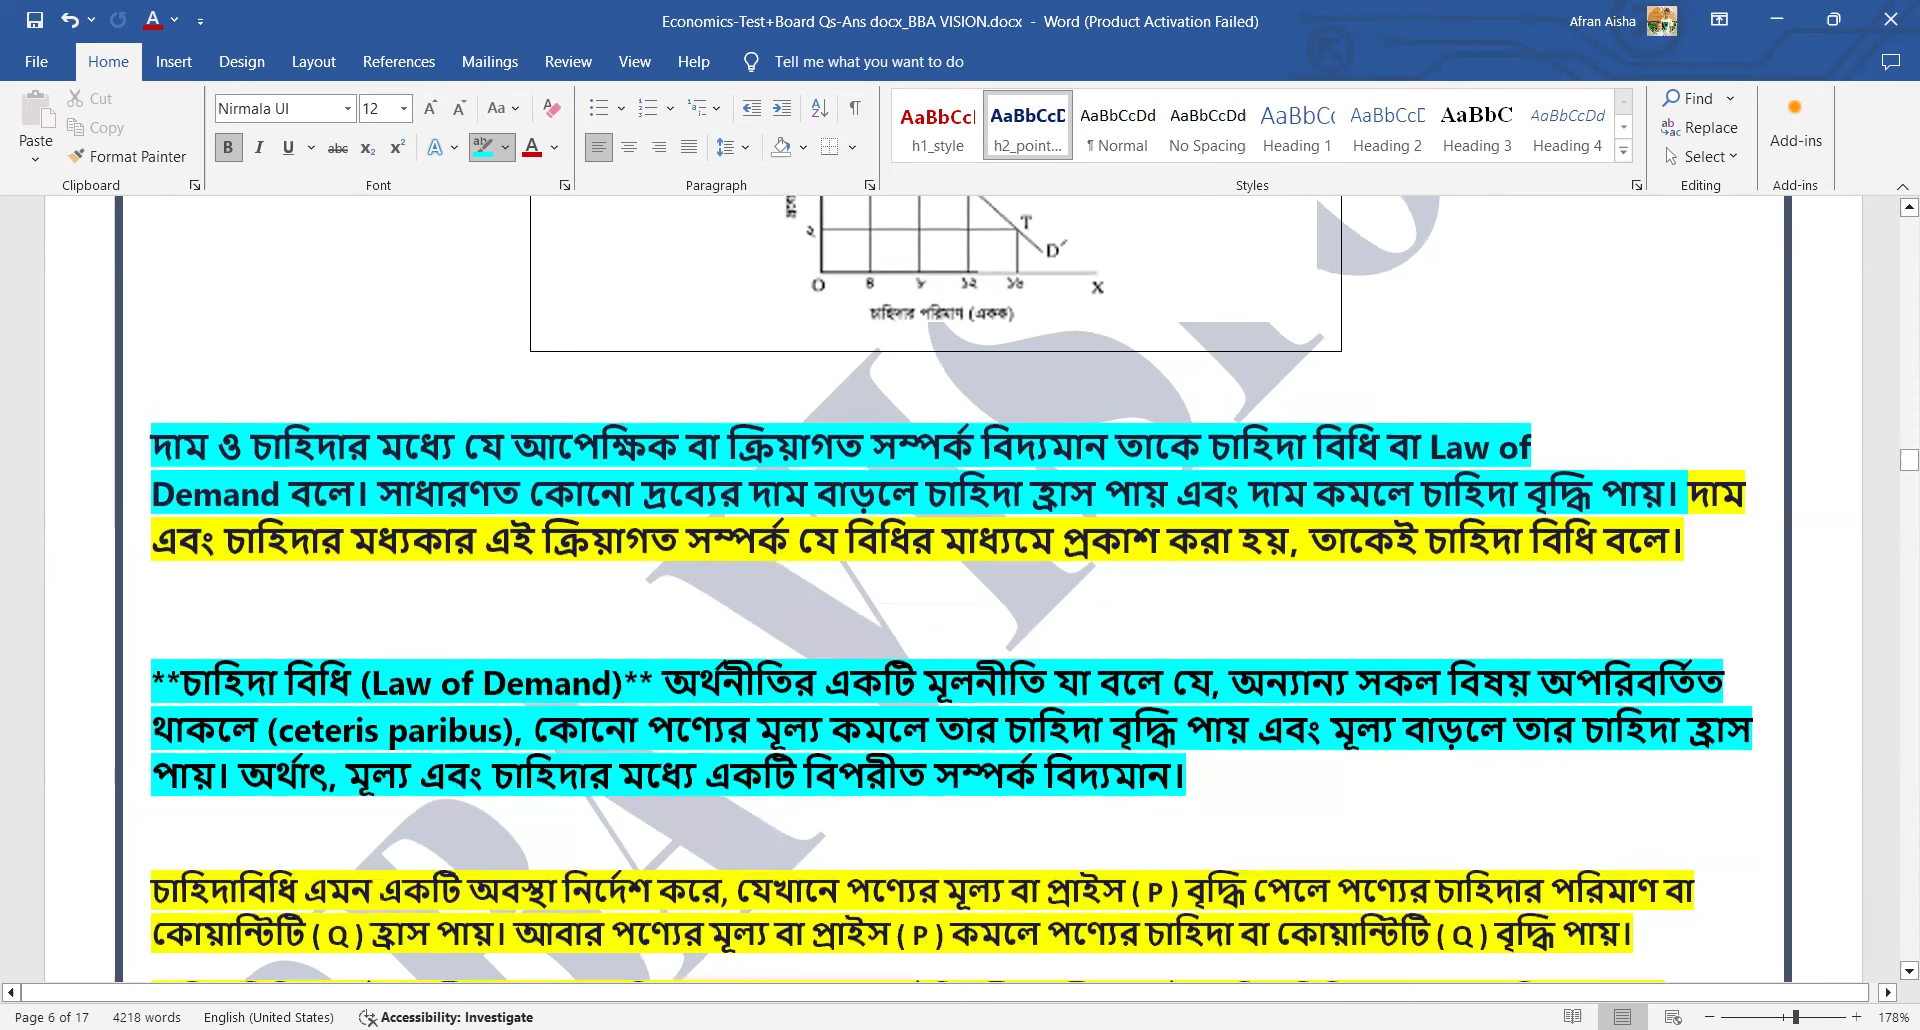 Economics-Test+Board Qs-Ans docx_BBA VISION.docx - Word (Product Activation Failed)
Afran Aisha
File Home Insert Design Layout References Mailings Review View Help Tell me what you want to do
Paste
Cut
Copy
Format Painter
Clipboard
Nirmala UI 12
Font
Paragraph
AaBbCcI AaBbCcD AaBbCcDd AaBbCcDd AaBbCc AaBbCcD AaBbC AaBbCcDd
h1_style h2_point... ¶ Normal No Spacing Heading 1 Heading 2 Heading 3 Heading 4
Styles
Find
Replace
Select
Editing
Add-ins
Add-ins
T
২
D´
O ৪ ৮ ১২ ১৬ X
চাহিদার পরিমাণ (একক)
দাম ও চাহিদার মধ্যে যে আপেক্ষিক বা ক্রিয়াগত সম্পর্ক বিদ্যমান তাকে চাহিদা বিধি বা Law of
Demand বলে। সাধারণত কোনো দ্রব্যের দাম বাড়লে চাহিদা হ্রাস পায় এবং দাম কমলে চাহিদা বৃদ্ধি পায়। দাম
এবং চাহিদার মধ্যকার এই ক্রিয়াগত সম্পর্ক যে বিধির মাধ্যমে প্রকাশ করা হয়, তাকেই চাহিদা বিধি বলে।
**চাহিদা বিধি (Law of Demand)** অর্থনীতির একটি মূলনীতি যা বলে যে, অন্যান্য সকল বিষয় অপরিবর্তিত
থাকলে (ceteris paribus), কোনো পণ্যের মূল্য কমলে তার চাহিদা বৃদ্ধি পায় এবং মূল্য বাড়লে তার চাহিদা হ্রাস
পায়। অর্থাৎ, মূল্য এবং চাহিদার মধ্যে একটি বিপরীত সম্পর্ক বিদ্যমান।
চাহিদাবিধি এমন একটি অবস্থা নির্দেশ করে, যেখানে পণ্যের মূল্য বা প্রাইস ( P ) বৃদ্ধি পেলে পণ্যের চাহিদার পরিমাণ বা
কোয়ান্টিটি ( Q ) হ্রাস পায়। আবার পণ্যের মূল্য বা প্রাইস ( P ) কমলে পণ্যের চাহিদা বা কোয়ান্টিটি ( Q ) বৃদ্ধি পায়।
Page 6 of 17 4218 words English (United States) Accessibility: Investigate 178%